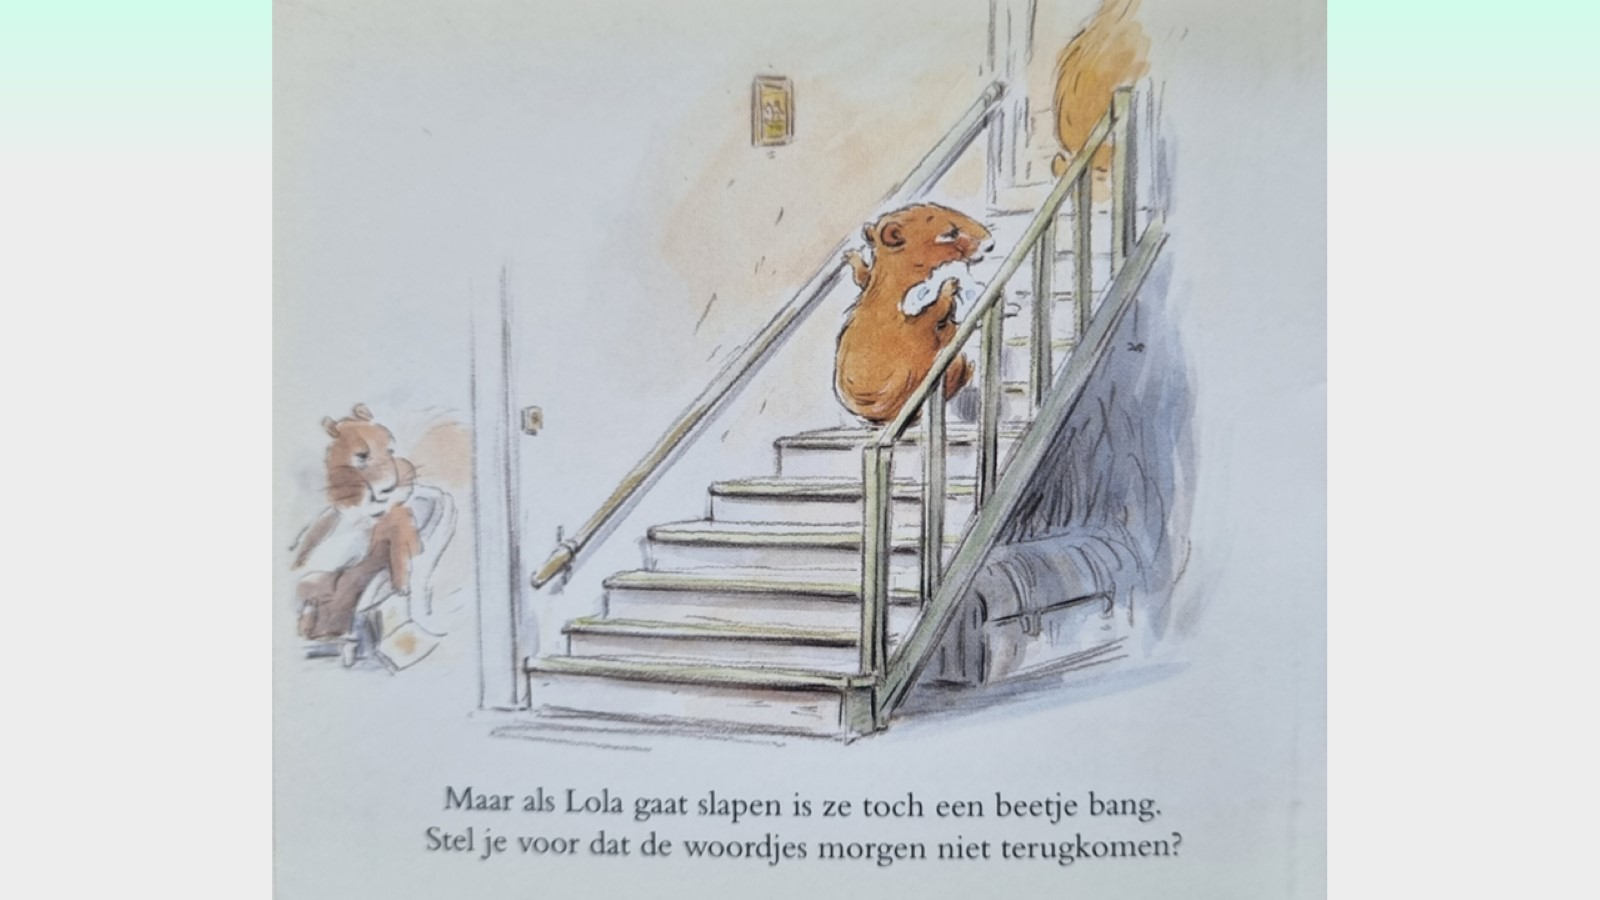 Maar als Lola gaat slapen is ze toch een beetje bang.
Stel je voor dat de woordjes morgen niet terugkomen?